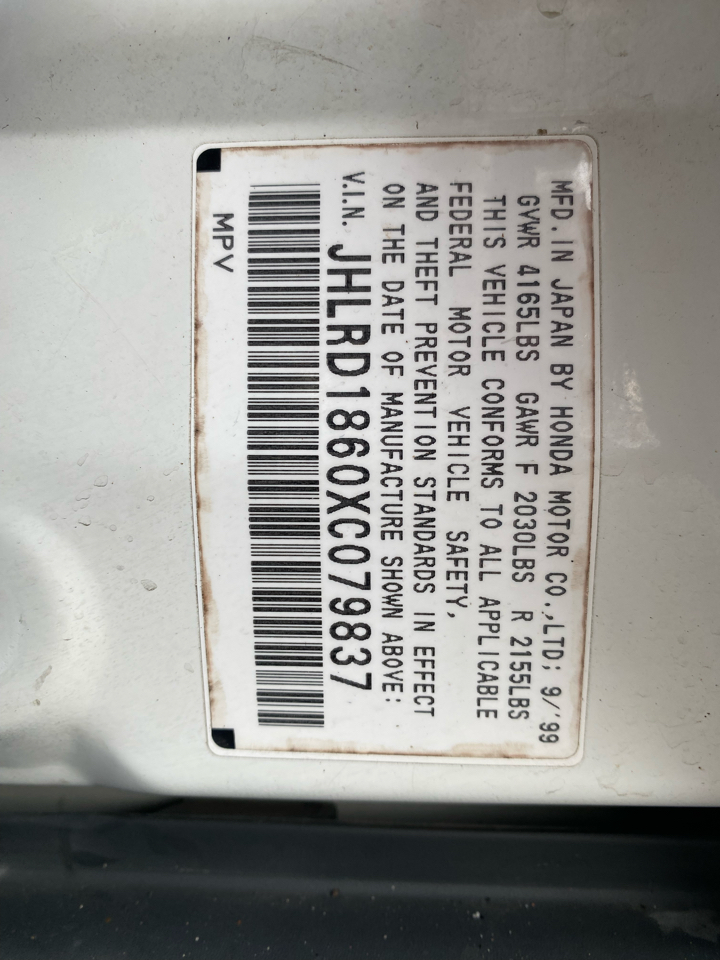 MFD. IN JAPAN BY HONDA MOTOR CO.,LTD; 9/'99
GVWR 4165LBS GAWR F 2030LBS R 2155LBS
THIS VEHICLE CONFORMS TO ALL APPLICABLE
FEDERAL MOTOR VEHICLE SAFETY,
AND THEFT PREVENTION STANDARDS IN EFFECT
ON THE DATE OF MANUFACTURE SHOWN ABOVE:
V.I.N. JHLRD1860XC079837
MPV